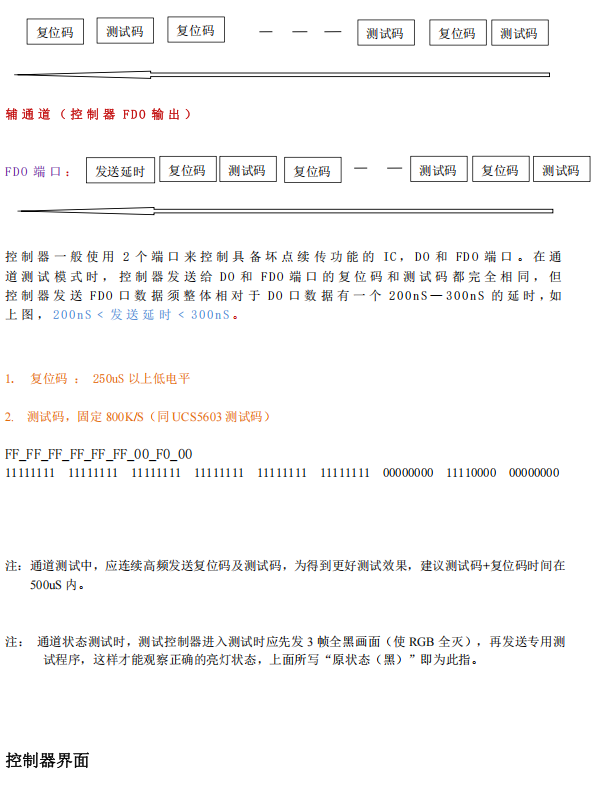 复位码 测试码 复位码 — — — 测试码 复位码 测试码
辅通道（控制器 FDO 输出）
FDO 端口： 发送延时 复位码 测试码 复位码 — — 测试码 复位码 测试码
控制器一般使用 2 个端口来控制具备坏点续传功能的 IC，DO 和 FDO 端口。在通
道测试模式时，控制器发送给 DO 和 FDO 端口的复位码和测试码都完全相同，但
控制器发送 FDO 口数据须整体相对于 DO 口数据有一个 200nS—300nS 的延时,如
上图，200nS<发送延时<300nS。
1. 复位码 ： 250uS 以上低电平
2. 测试码，固定 800K/S（同 UCS5603 测试码）
FF_FF_FF_FF_FF_FF_00_F0_00
11111111 11111111 11111111 11111111 11111111 11111111 00000000 11110000 00000000
注：通道测试中，应连续高频发送复位码及测试码，为得到更好测试效果，建议测试码+复位码时间在
500uS 内。
注： 通道状态测试时，测试控制器进入测试时应先发 3 帧全黑画面（使 RGB 全灭），再发送专用测
试程序，这样才能观察正确的亮灯状态，上面所写“原状态（黑）”即为此指。
控制器界面